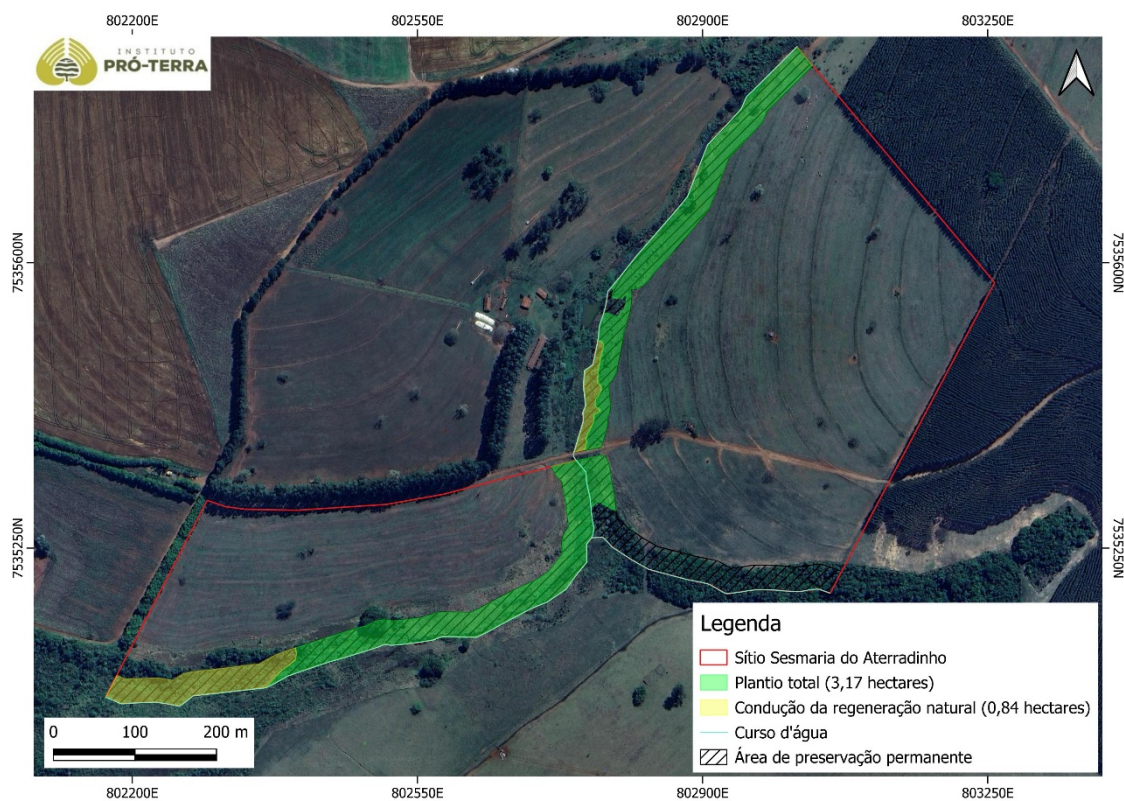 802200E
802550E
802900E
803250E
INSTITUTO
PRÓ-TERRA
7535600N
7535600N
7535250N
7535250N
Legenda
Sítio Sesmaria do Aterradinho
Plantio total (3,17 hectares)
Condução da regeneração natural (0,84 hectares)
Curso d'água
Área de preservação permanente
0 100 200 m
802200E
802550E
802900E
803250E